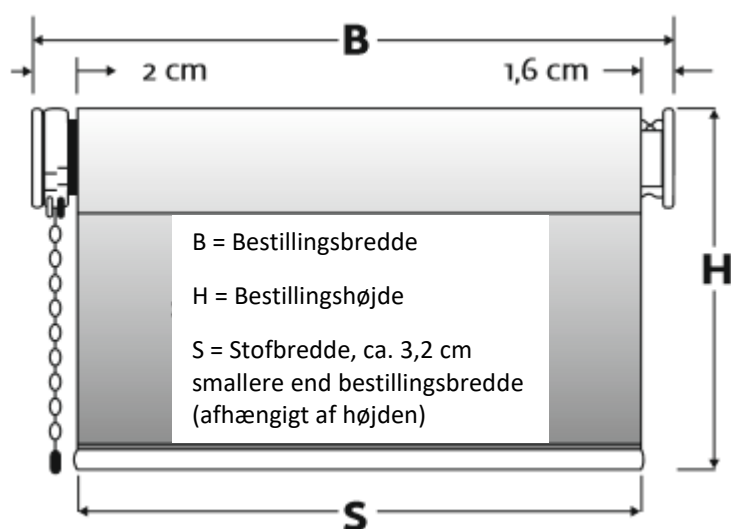 B
2 cm
1,6 cm
B = Bestillingsbredde
H = Bestillingshøjde
S = Stofbredde, ca. 3,2 cm
smallere end bestillingsbredde
(afhængigt af højden)
H
S